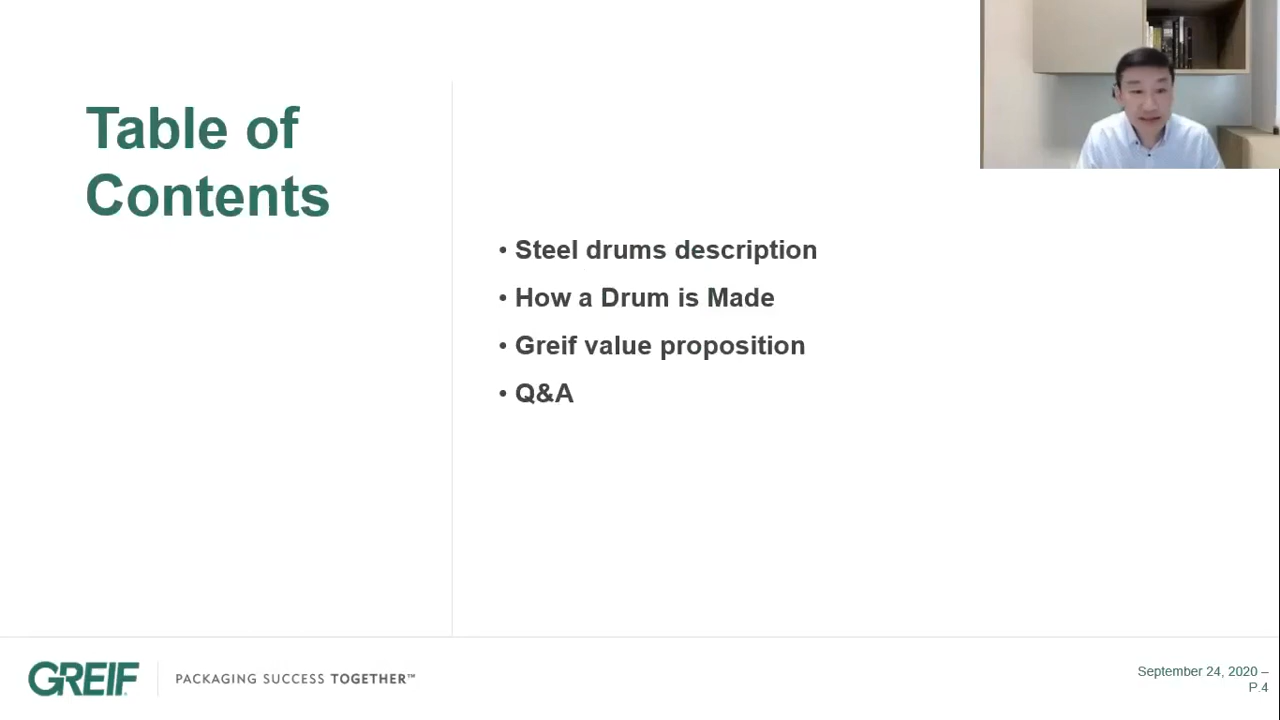 Table of
Contents
• Steel drums description
• How a Drum is Made
• Greif value proposition
• Q&A
GREIF
PACKAGING SUCCESS TOGETHER™
September 24, 2020 –
P.4